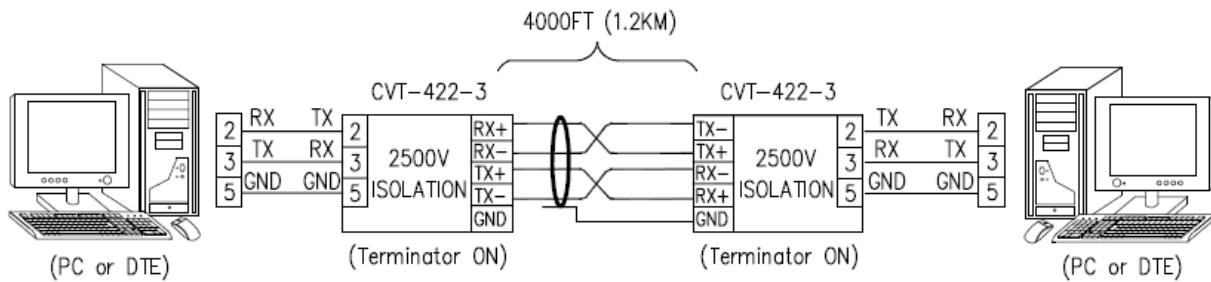 4000FT (1.2KM)
CVT-422-3
CVT-422-3
2 RX TX 2
3 TX RX 3
5 GND GND 5
2500V
ISOLATION
RX+
RX-
TX+
TX-
GND
TX-
TX+
RX-
RX+
GND
2500V
ISOLATION
2 TX RX 2
3 RX TX 3
5 GND GND 5
(PC or DTE)
(Terminator ON)
(Terminator ON)
(PC or DTE)